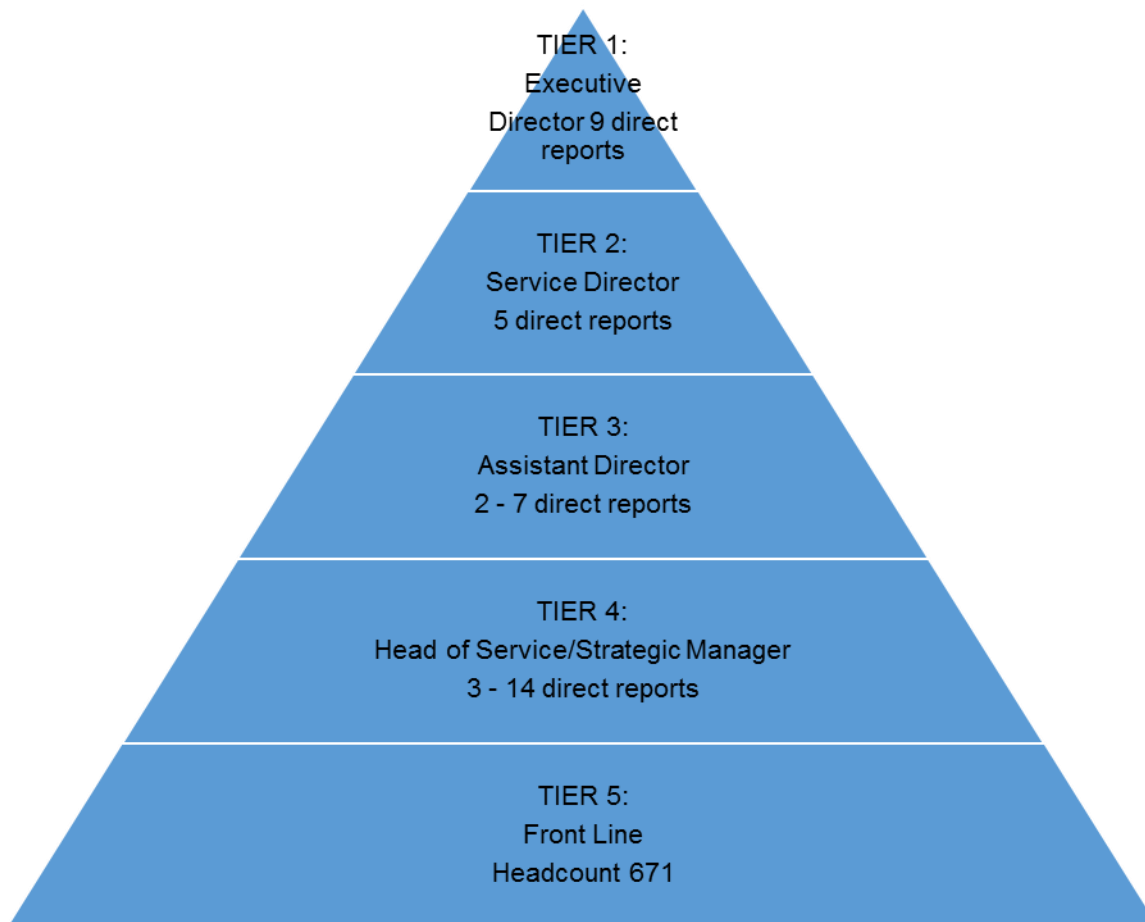 TIER 1:
Executive
Director 9 direct
reports
TIER 2:
Service Director
5 direct reports
TIER 3:
Assistant Director
2 - 7 direct reports
TIER 4:
Head of Service/Strategic Manager
3 - 14 direct reports
TIER 5:
Front Line
Headcount 671